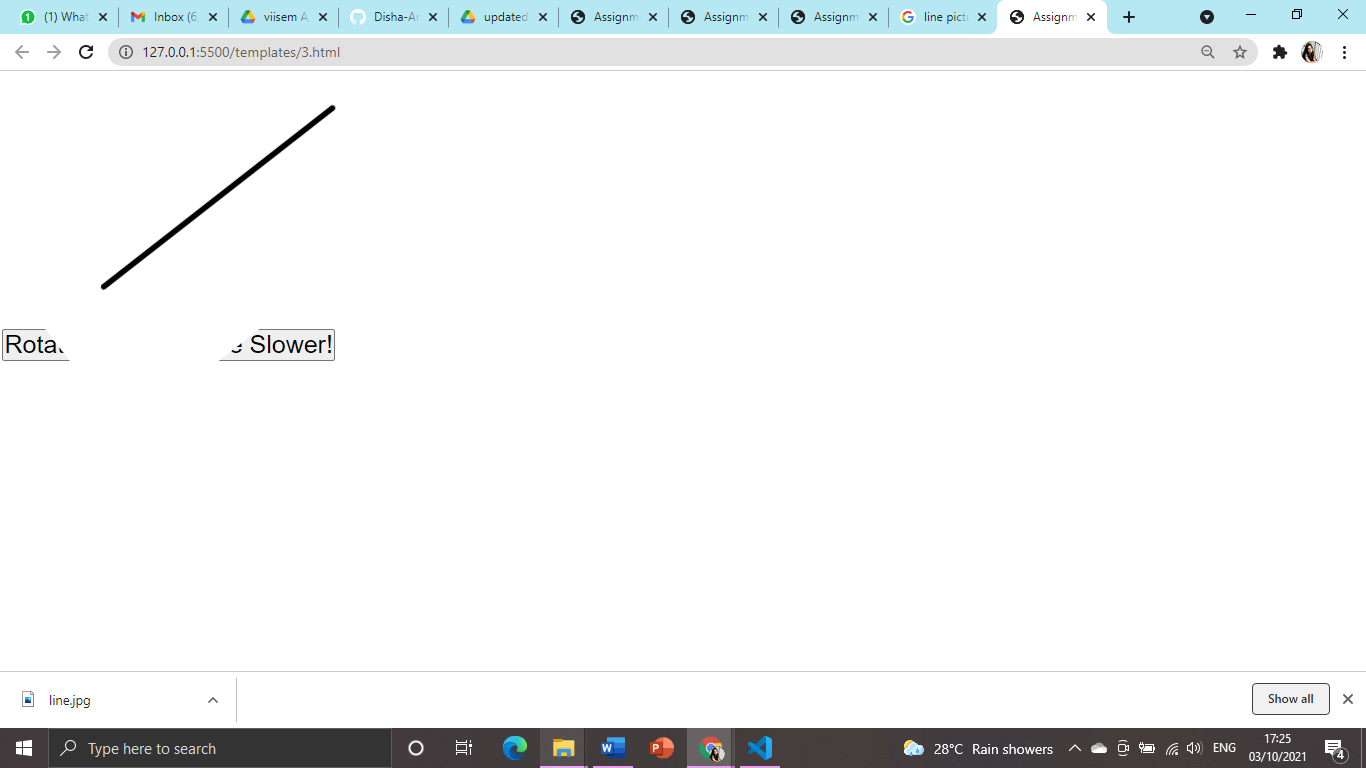 (1) What
Inbox (6
viisem A
Disha-Ar
updated
Assignm
Assignm
Assignm
line pictu
Assignm
127.0.0.1:5500/templates/3.html
Rota Slower!
line.jpg
Show all
Type here to search
28°C Rain showers
ENG
17:25
03/10/2021
4